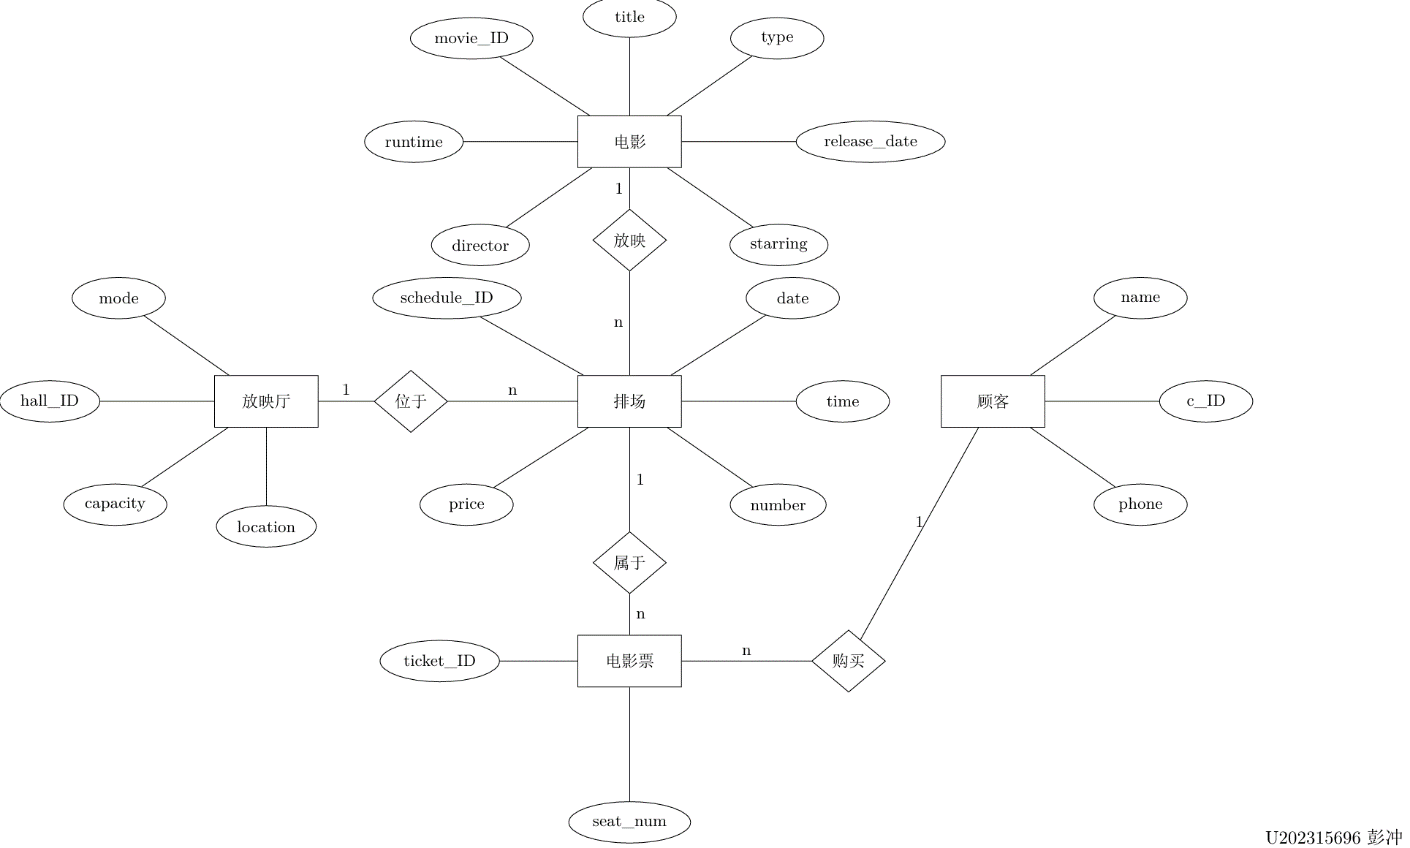 title
movie_ID
type
runtime
电影
release_date
1
放映
director
starring
mode
schedule_ID
date
name
n
hall_ID
放映厅
1
位于
n
排场
time
顾客
c_ID
capacity
location
price
1
number
phone
1
属于
n
ticket_ID
电影票
n
购买
seat_num
U202315696 彭冲